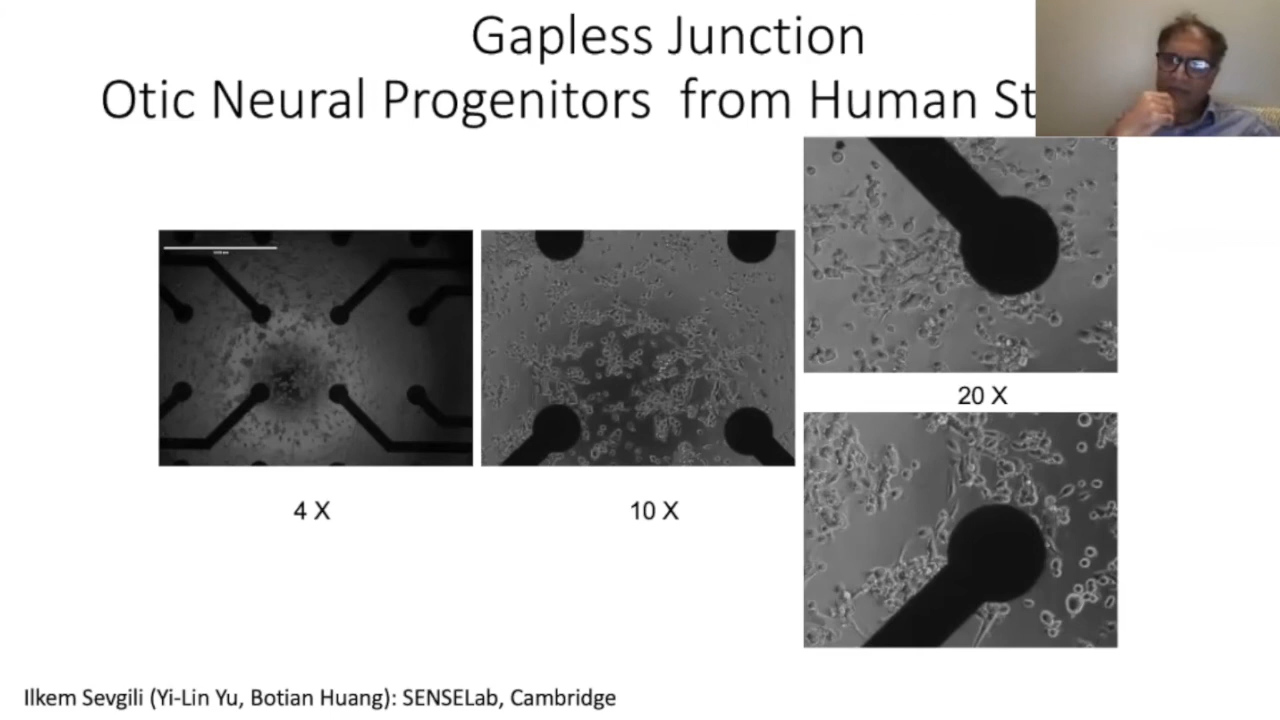 Gapless Junction
Otic Neural Progenitors from Human St
20 X
4 X
10 X
Ilkem Sevgili (Yi-Lin Yu, Botian Huang): SENSELab, Cambridge